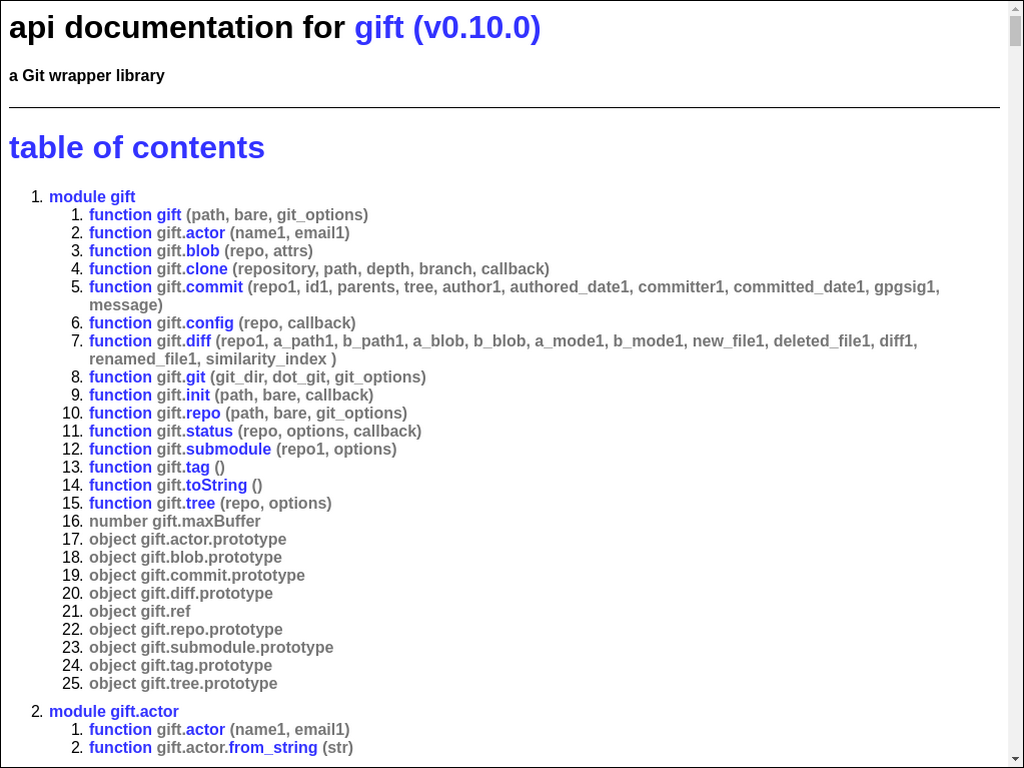 api documentation for gift (v0.10.0)
a Git wrapper library
table of contents
1. module gift
1. function gift (path, bare, git_options)
2. function gift.actor (name1, email1)
3. function gift.blob (repo, attrs)
4. function gift.clone (repository, path, depth, branch, callback)
5. function gift.commit (repo1, id1, parents, tree, author1, authored_date1, committer1, committed_date1, gpgsig1,
message)
6. function gift.config (repo, callback)
7. function gift.diff (repo1, a_path1, b_path1, a_blob, b_blob, a_mode1, b_mode1, new_file1, deleted_file1, diff1,
renamed_file1, similarity_index )
8. function gift.git (git_dir, dot_git, git_options)
9. function gift.init (path, bare, callback)
10. function gift.repo (path, bare, git_options)
11. function gift.status (repo, options, callback)
12. function gift.submodule (repo1, options)
13. function gift.tag ()
14. function gift.toString ()
15. function gift.tree (repo, options)
16. number gift.maxBuffer
17. object gift.actor.prototype
18. object gift.blob.prototype
19. object gift.commit.prototype
20. object gift.diff.prototype
21. object gift.ref
22. object gift.repo.prototype
23. object gift.submodule.prototype
24. object gift.tag.prototype
25. object gift.tree.prototype
2. module gift.actor
1. function gift.actor (name1, email1)
2. function gift.actor.from_string (str)